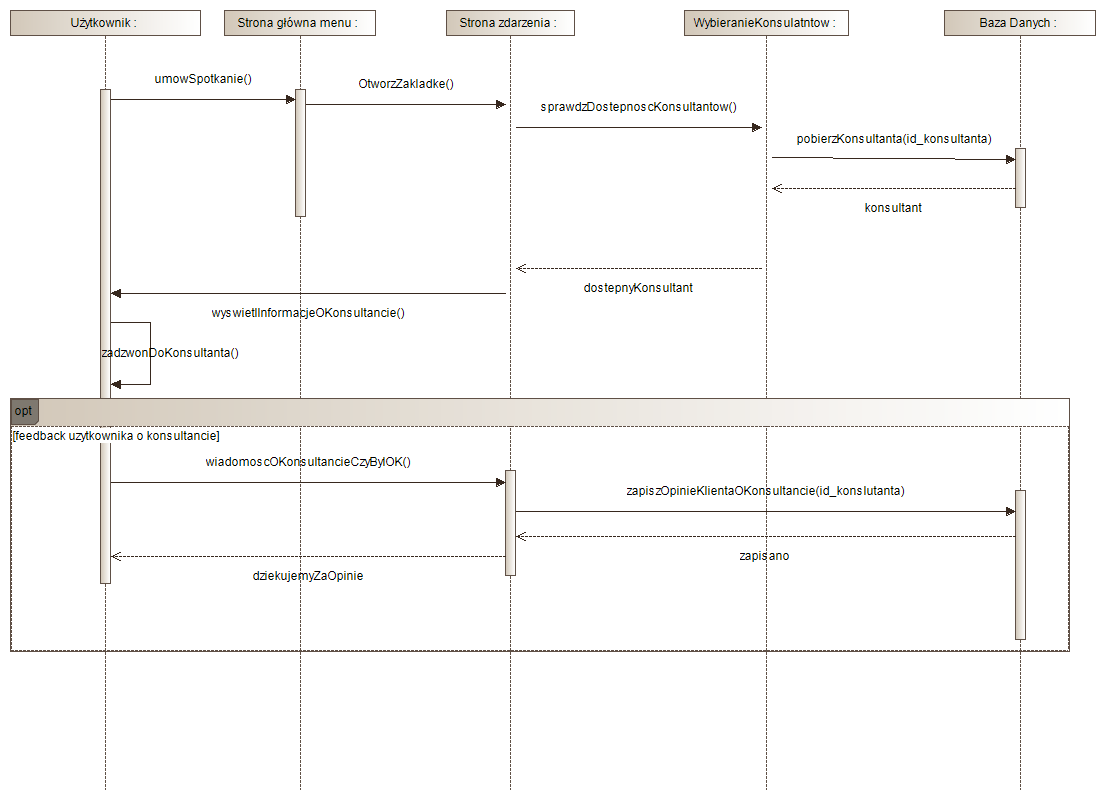 Użytkownik :
Strona główna menu :
Strona zdarzenia :
WybieranieKonsulatntow :
Baza Danych :
umowSpotkanie()
OtworzZakladke()
sprawdzDostepnoscKonsultantow()
pobierzKonsultanta(id_konsultanta)
konsultant
dostepnyKonsultant
wyswietlInformacjeOKonsultancie()
zadzwonDoKonsultanta()
opt
[feedback uzytkownika o konsultancie]
wiadomoscOKonsultancieCzyBylOK()
zapiszOpinieKlientaOKonsultancie(id_konslutanta)
zapisano
dziekujemyZaOpinie